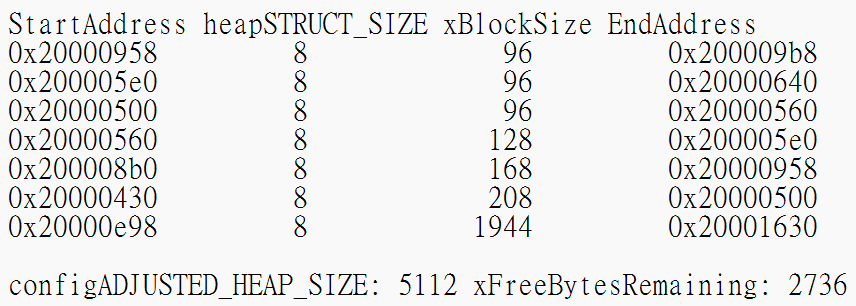 StartAddress heapSTRUCT_SIZE xBlockSize EndAddress
0x20000958 8 96 0x200009b8
0x200005e0 8 96 0x20000640
0x20000500 8 96 0x20000560
0x20000560 8 128 0x200005e0
0x200008b0 8 168 0x20000958
0x20000430 8 208 0x20000500
0x20000e98 8 1944 0x20001630
configADJUSTED_HEAP_SIZE: 5112 xFreeBytesRemaining: 2736